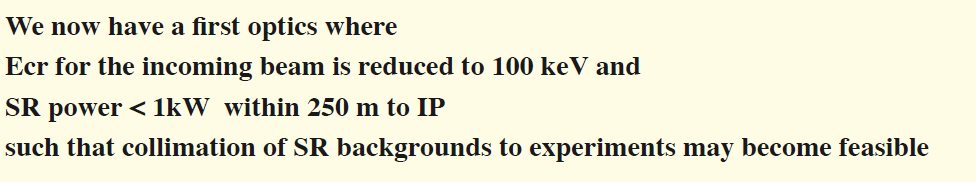 We now have a first optics where
Ecr for the incoming beam is reduced to 100 keV and
SR power < 1kW within 250 m to IP
such that collimation of SR backgrounds to experiments may become feasible